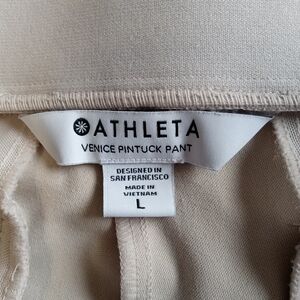 ATHLETA
VENICE PINTUCK PANT
DESIGNED IN
SAN FRANCISCO
MADE IN
VIETNAM
L